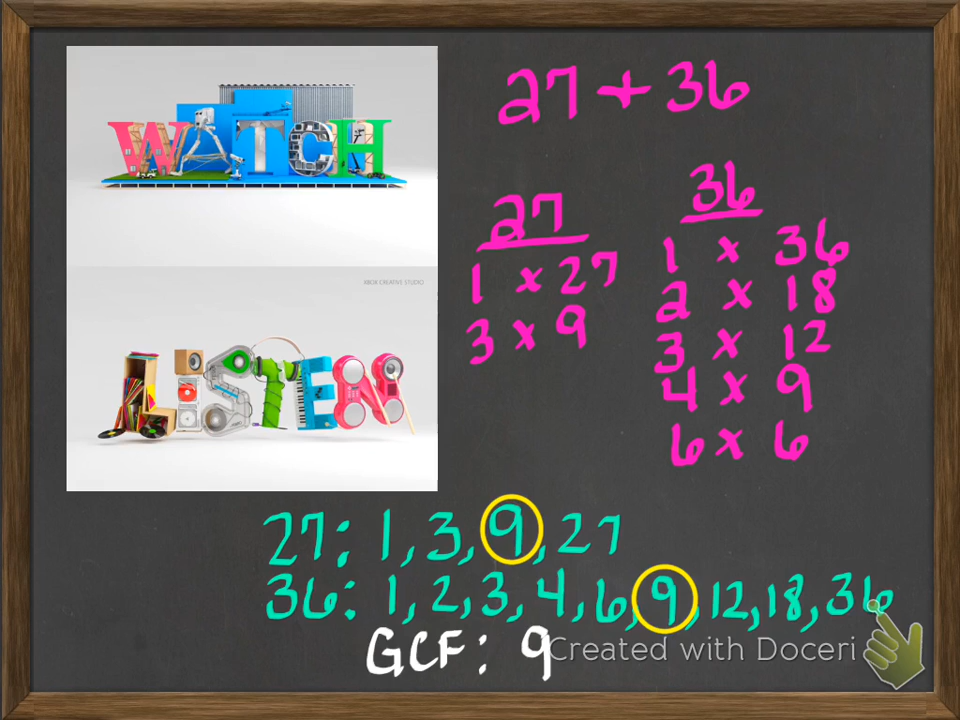 WATCH
XBOX CREATIVE STUDIO
LISTEN
27 + 36
27
1 x 27
3 x 9
36
1 x 36
2 x 18
3 x 12
4 x 9
6 x 6
27: 1, 3, 9, 27
36: 1, 2, 3, 4, 6, 9, 12, 18, 36
GCF: 9
Created with Doceri